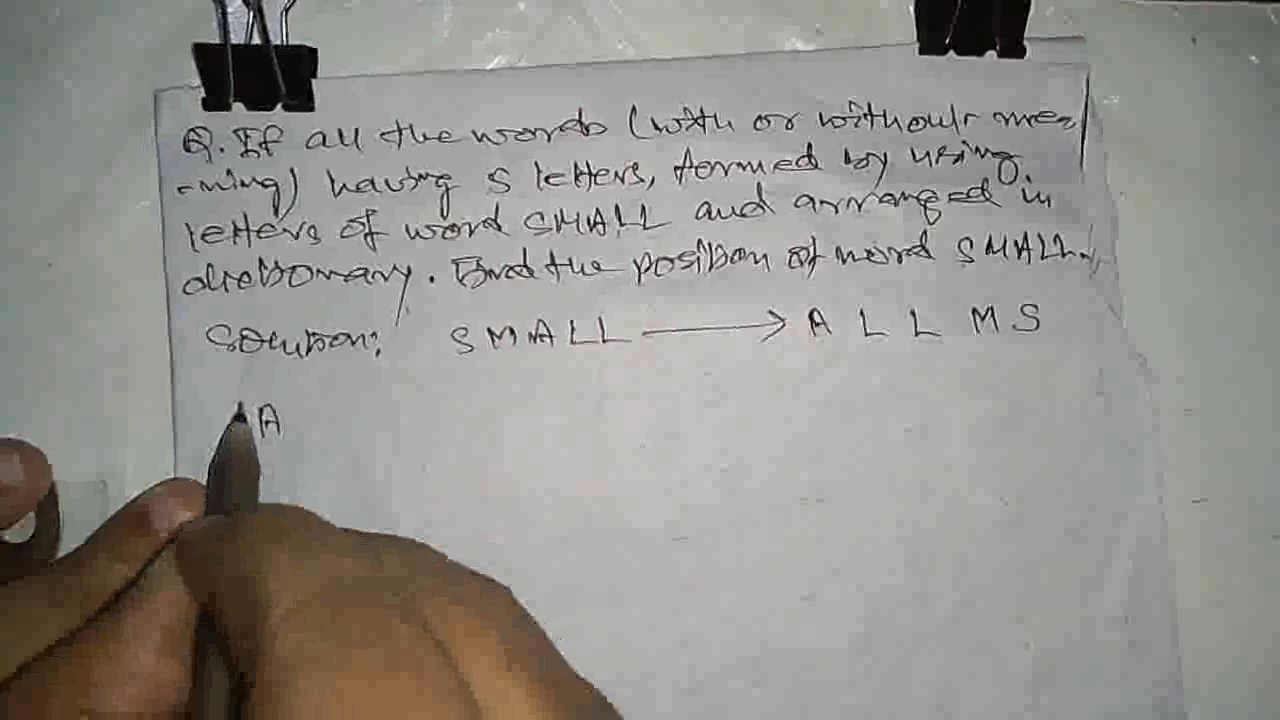 Q. If all the words (with or without mea
-ning) having 5 letters, formed by using
letters of word SMALL and arranged in
dictionary. Find the position of word SMALL.
Solution: SMALL → A L L M S
A